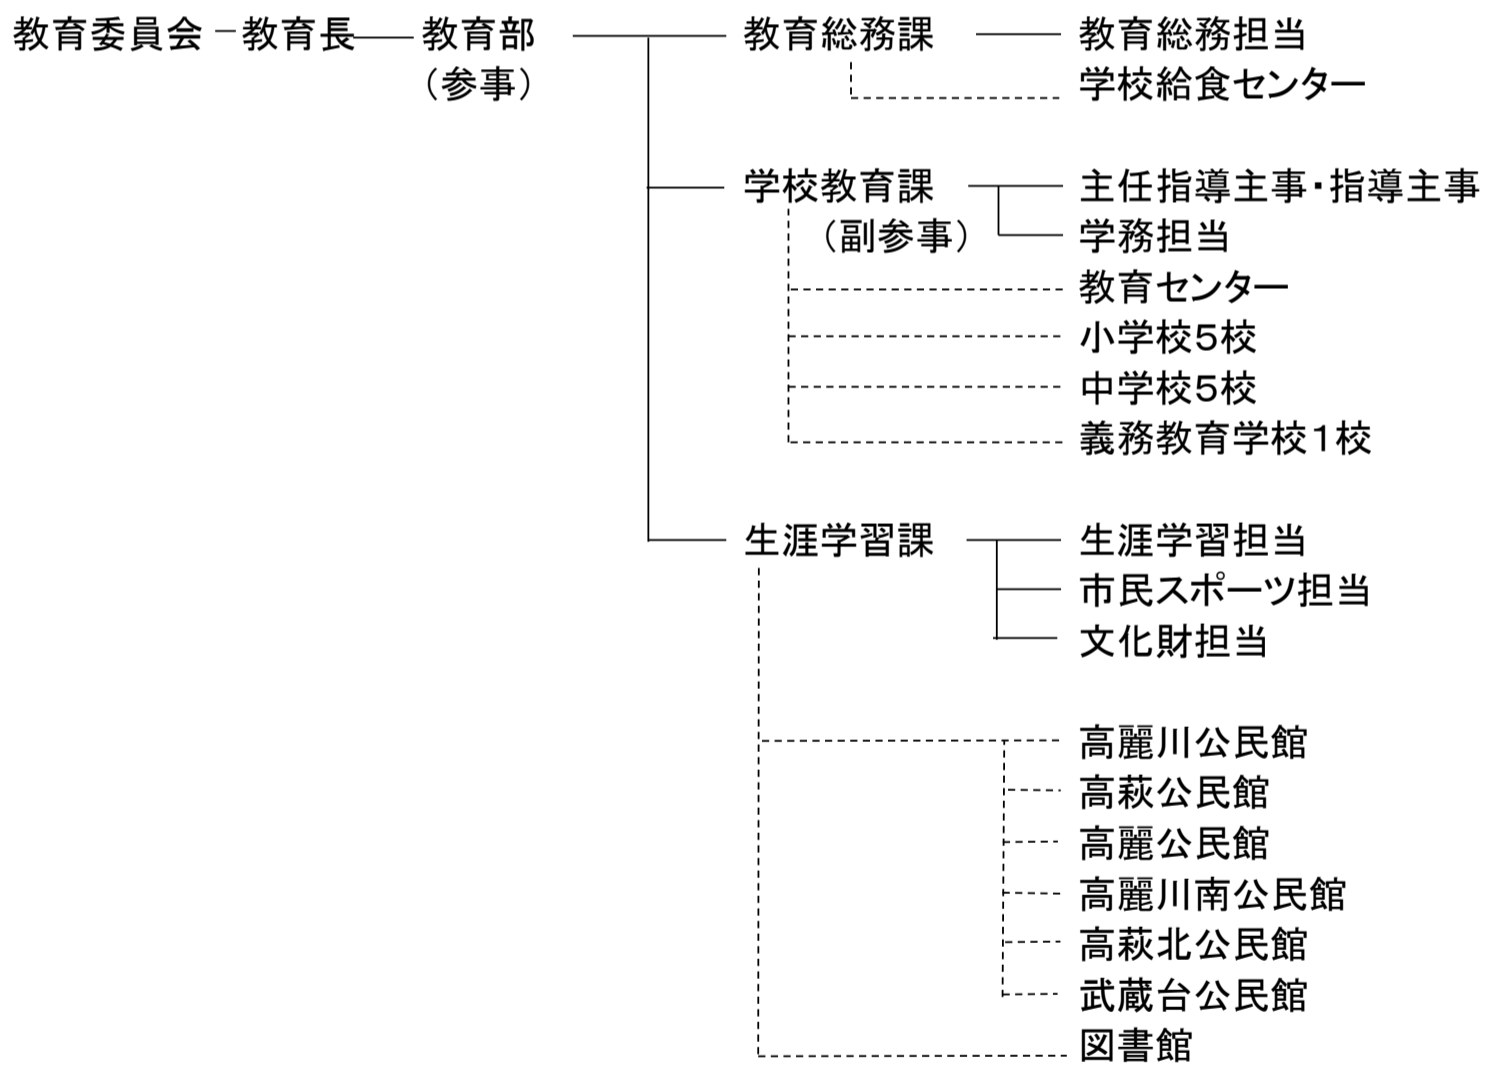 教育委員会 教育長 教育部 教育総務課 教育総務担当
(参事) 学校給食センター
学校教育課 主任指導主事・指導主事
(副参事) 学務担当
教育センター
小学校5校
中学校5校
義務教育学校1校
生涯学習課 生涯学習担当
市民スポーツ担当
文化財担当
高麗川公民館
高萩公民館
高麗公民館
高麗川南公民館
高萩北公民館
武蔵台公民館
図書館